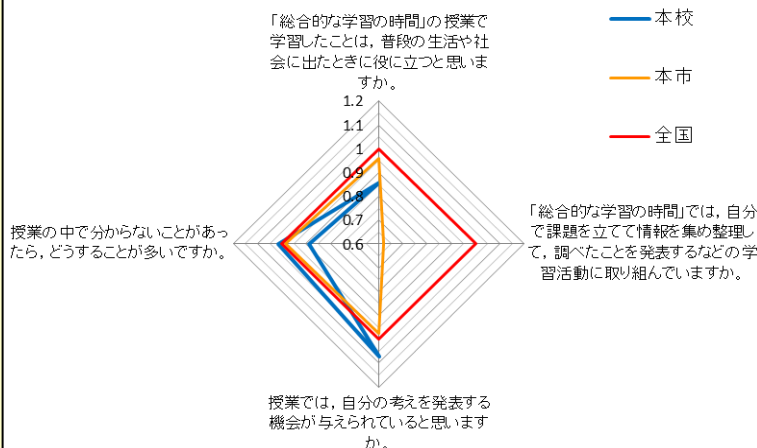 「総合的な学習の時間」の授業で
学習したことは，普段の生活や社
会に出たときに役に立つと思いま
すか。
本校
本市
全国
1.2
1.1
1
0.9
0.8
0.7
0.6
授業の中で分からないことがあっ
たら，どうすることが多いですか。
「総合的な学習の時間」では，自分
で課題を立てて情報を集め整理し
て，調べたことを発表するなどの学
習活動に取り組んでいますか。
授業では，自分の考えを発表する
機会が与えられていると思います
か。